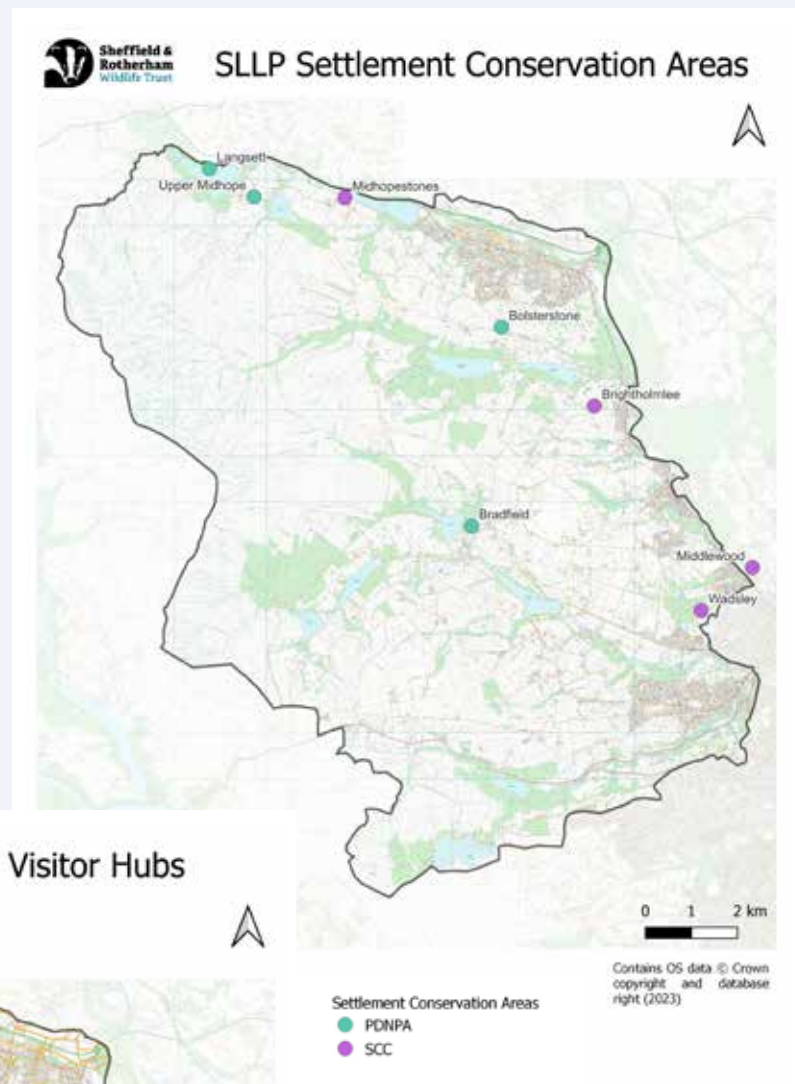 Sheffield &
Rotherham
Wildlife Trust
SLLP Settlement Conservation Areas
Langsett
Upper Midhope
Midhopestones
Bolsterstone
Brightholmlee
Bradfield
Middlewood
Wadsley
0 1 2 km
Contains OS data © Crown
copyright and database
right (2023)
Settlement Conservation Areas
PDNPA
SCC
Visitor Hubs